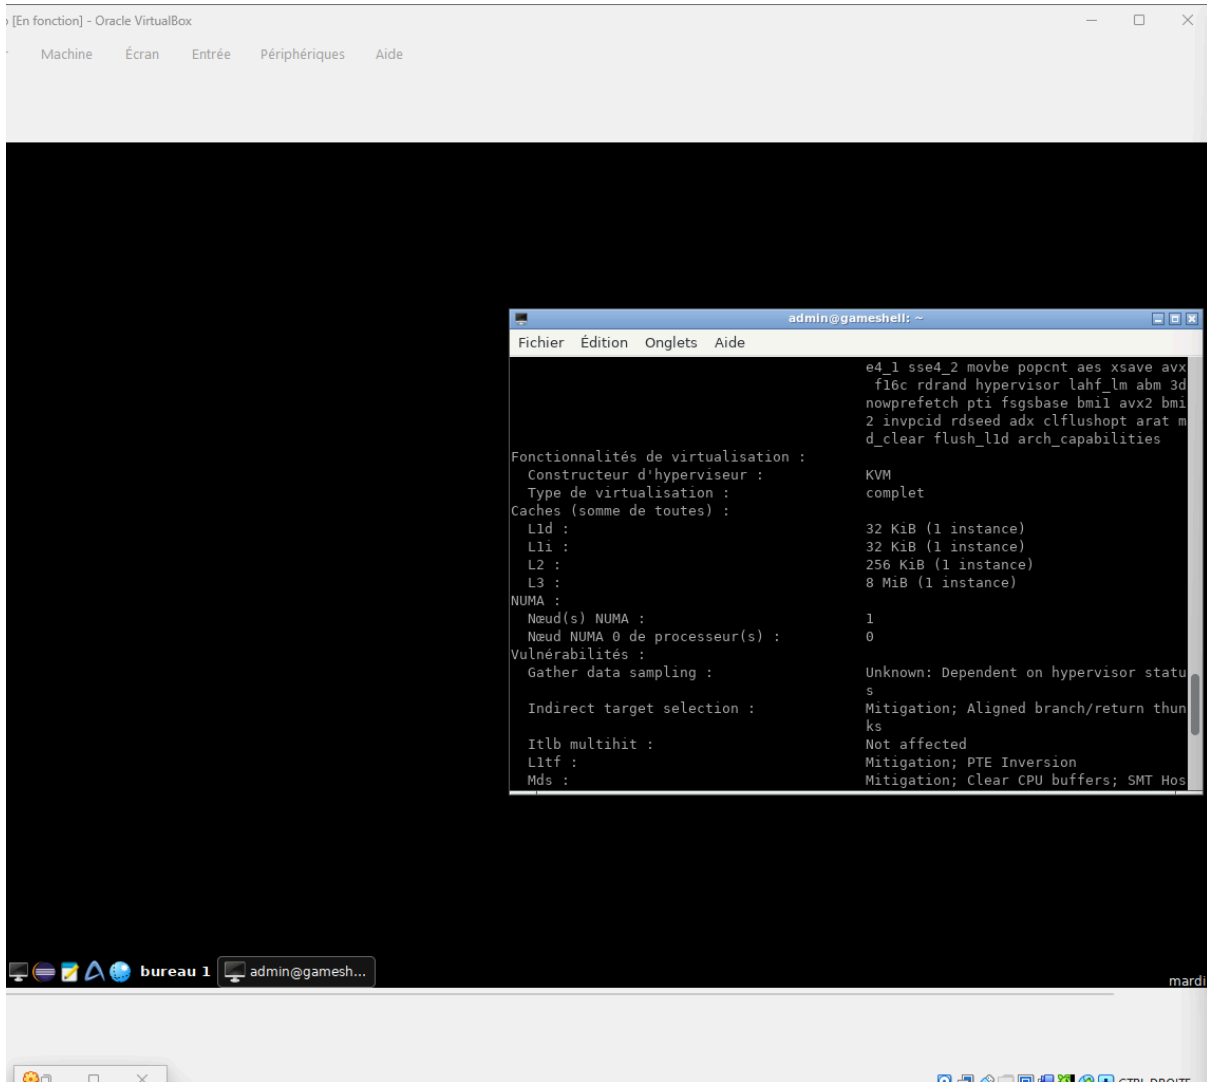 [En fonction] - Oracle VirtualBox
Machine Écran Entrée Périphériques Aide
admin@gameshell: ~
Fichier Édition Onglets Aide
e4_1 sse4_2 movbe popcnt aes xsave avx
f16c rdrand hypervisor lahf_lm abm 3d
nowprefetch pti fsgsbase bmi1 avx2 bmi
2 invpcid rdseed adx clflushopt arat m
d_clear flush_l1d arch_capabilities
Fonctionnalités de virtualisation :
Constructeur d'hyperviseur : KVM
Type de virtualisation : complet
Caches (somme de toutes) :
L1d : 32 KiB (1 instance)
L1i : 32 KiB (1 instance)
L2 : 256 KiB (1 instance)
L3 : 8 MiB (1 instance)
NUMA :
Nœud(s) NUMA : 1
Nœud NUMA 0 de processeur(s) : 0
Vulnérabilités :
Gather data sampling : Unknown: Dependent on hypervisor statu
s
Indirect target selection : Mitigation; Aligned branch/return thun
ks
Itlb multihit : Not affected
L1tf : Mitigation; PTE Inversion
Mds : Mitigation; Clear CPU buffers; SMT Hos
bureau 1 admin@gamesh...
mardi
CTRL DROITE